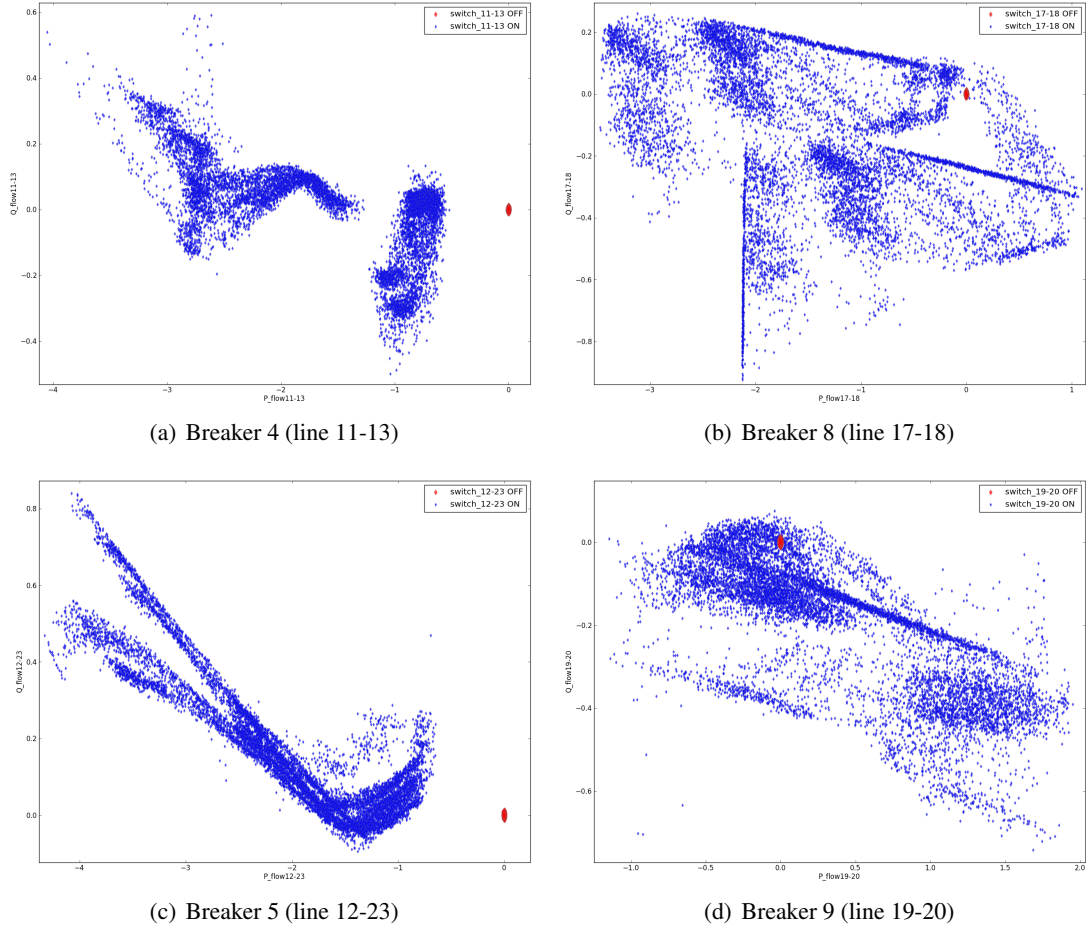 switch_11-13 OFF
switch_11-13 ON
0.6
0.4
0.2
0.0
−0.2
−0.4
Q_flow11-13
−4
−3
−2
−1
0
P_flow11-13
(a) Breaker 4 (line 11-13)
switch_17-18 OFF
switch_17-18 ON
0.2
0.0
−0.2
−0.4
−0.6
−0.8
Q_flow17-18
−3
−2
−1
0
1
P_flow17-18
(b) Breaker 8 (line 17-18)
switch_12-23 OFF
switch_12-23 ON
0.8
0.6
0.4
0.2
0.0
Q_flow12-23
−4
−3
−2
−1
0
P_flow12-23
(c) Breaker 5 (line 12-23)
switch_19-20 OFF
switch_19-20 ON
0.0
−0.2
−0.4
−0.6
Q_flow19-20
−1.0
−0.5
0.0
0.5
1.0
1.5
2.0
P_flow19-20
(d) Breaker 9 (line 19-20)